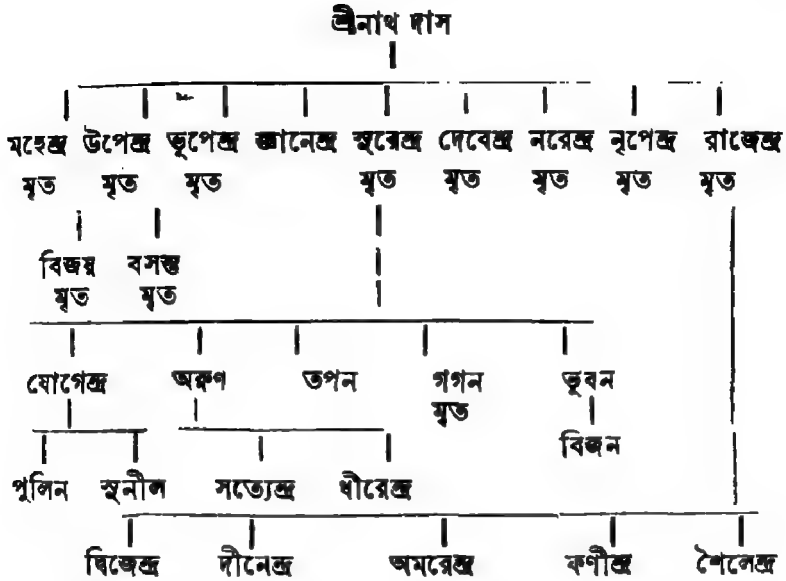 শ্রীনাথ দাস
মহেন্দ্র উপেন্দ্র ভূপেন্দ্র জ্ঞানেন্দ্র সুরেন্দ্র দেবেন্দ্র নরেন্দ্র নৃপেন্দ্র রাজেন্দ্র
মৃত মৃত মৃত মৃত মৃত মৃত মৃত মৃত
বিজয় বসন্ত
মৃত মৃত
যোগেন্দ্র অরুণ তপন গগন ভূবন
মৃত
বিজন
পুলিন সুনীল সত্যেন্দ্র ধীরেন্দ্র
দ্বিজেন্দ্র দীনেন্দ্র অমরেন্দ্র ফণীন্দ্র শৈলেন্দ্র